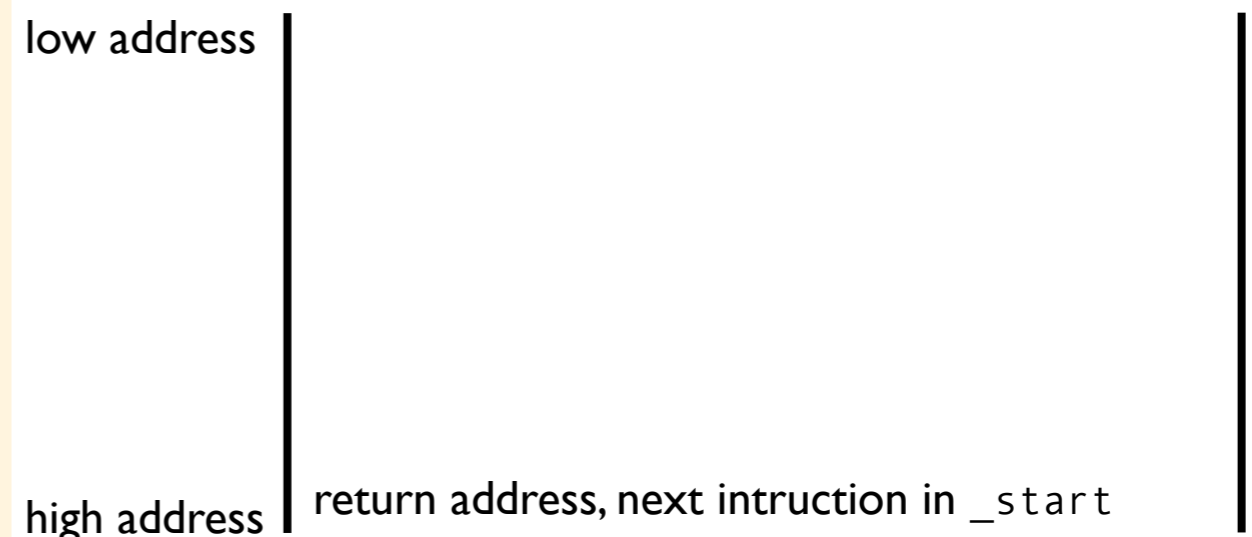 low address
return address, next intruction in _start
high address